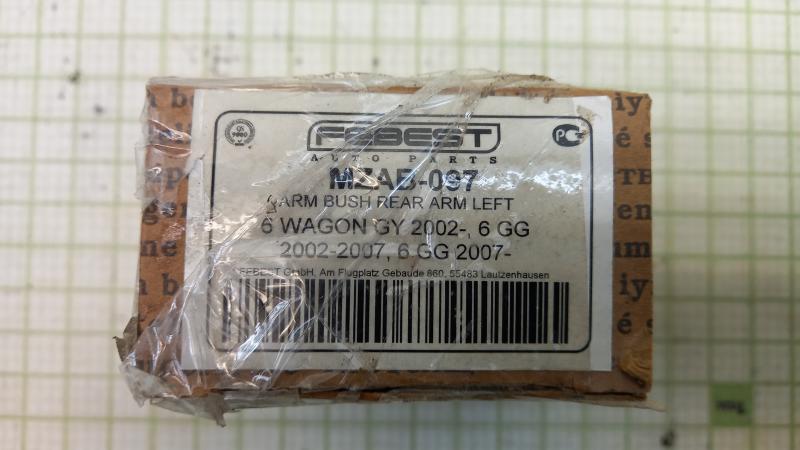 FEBEST
AUTO PARTS
MZAB-097
ARM BUSH REAR ARM LEFT
6 WAGON GY 2002-, 6 GG
2002-2007, 6 GG 2007-
FEBEST GmbH, Am Flugplatz Gebaude 860, 55483 Lautzenhausen